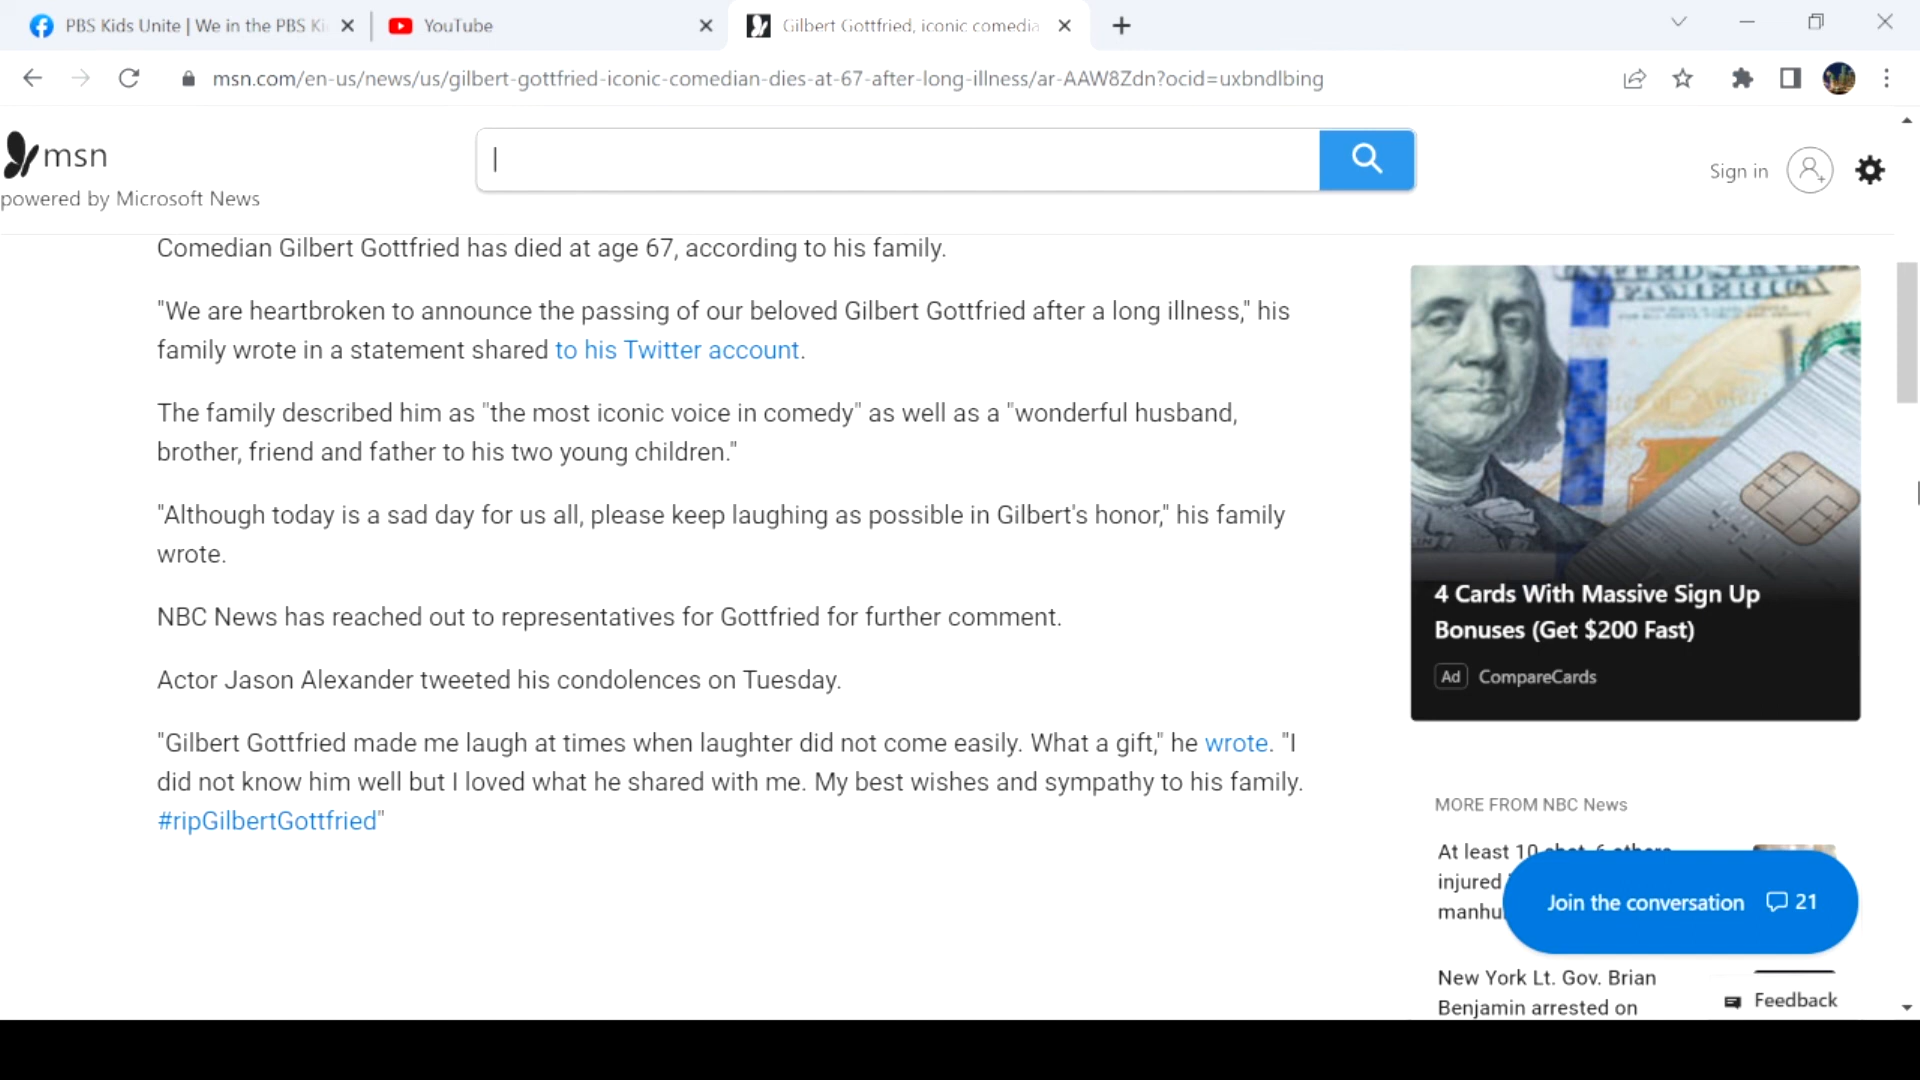 PBS Kids Unite | We in the PBS Ki
YouTube
Gilbert Gottfried, iconic comedia
msn.com/en-us/news/us/gilbert-gottfried-iconic-comedian-dies-at-67-after-long-illness/ar-AAW8Zdn?ocid=uxbndlbing
msn
powered by Microsoft News
Sign in
Comedian Gilbert Gottfried has died at age 67, according to his family.
"We are heartbroken to announce the passing of our beloved Gilbert Gottfried after a long illness," his
family wrote in a statement shared to his Twitter account.
The family described him as "the most iconic voice in comedy" as well as a "wonderful husband,
brother, friend and father to his two young children."
"Although today is a sad day for us all, please keep laughing as possible in Gilbert's honor," his family
wrote.
NBC News has reached out to representatives for Gottfried for further comment.
Actor Jason Alexander tweeted his condolences on Tuesday.
"Gilbert Gottfried made me laugh at times when laughter did not come easily. What a gift," he wrote. "I
did not know him well but I loved what he shared with me. My best wishes and sympathy to his family.
#ripGilbertGottfried"
4 Cards With Massive Sign Up
Bonuses (Get $200 Fast)
Ad CompareCards
MORE FROM NBC News
At least 10 shot, 6 others
injured
Join the conversation 21
New York Lt. Gov. Brian
Benjamin arrested on
Feedback